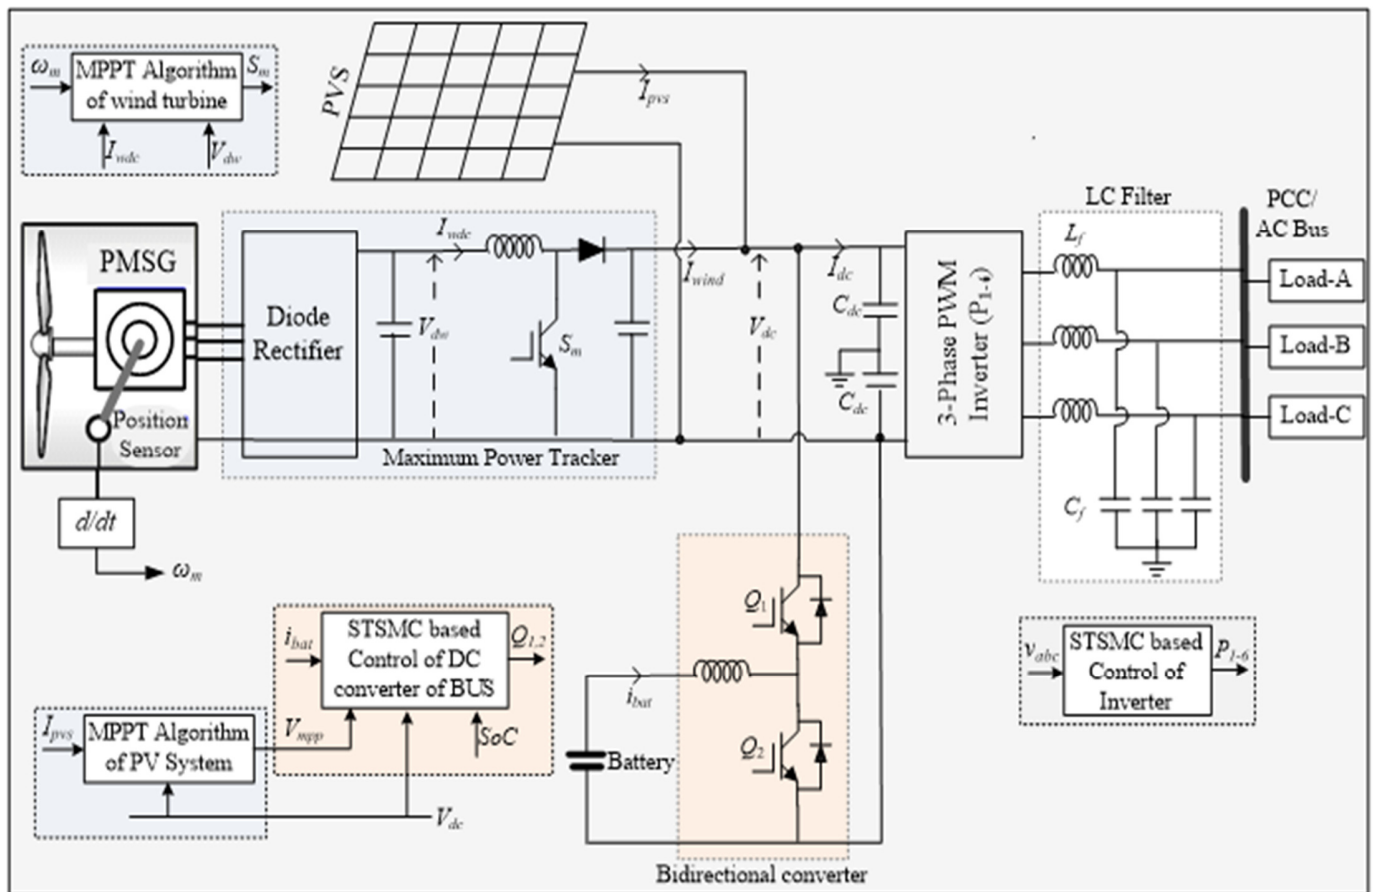 ωm
MPPT Algorithm
of wind turbine
Sm
Iwdc
Vdw
PVS
Ipvs
PMSG
Position
Sensor
d/dt
ωm
Diode
Rectifier
Iwdc
Vdw
Sm
Maximum Power Tracker
Iwind
Vdc
Idc
Cdc
Cdc
3-Phase PWM
Inverter (P1-6)
LC Filter
Lf
Cf
PCC/
AC Bus
Load-A
Load-B
Load-C
ibat
STSMC based
Control of DC
converter of BUS
Q1,2
Vmpp
SoC
Ipvs
MPPT Algorithm
of PV System
Vdc
Battery
ibat
Q1
Q2
Bidirectional converter
vabc
STSMC based
Control of
Inverter
P1-6